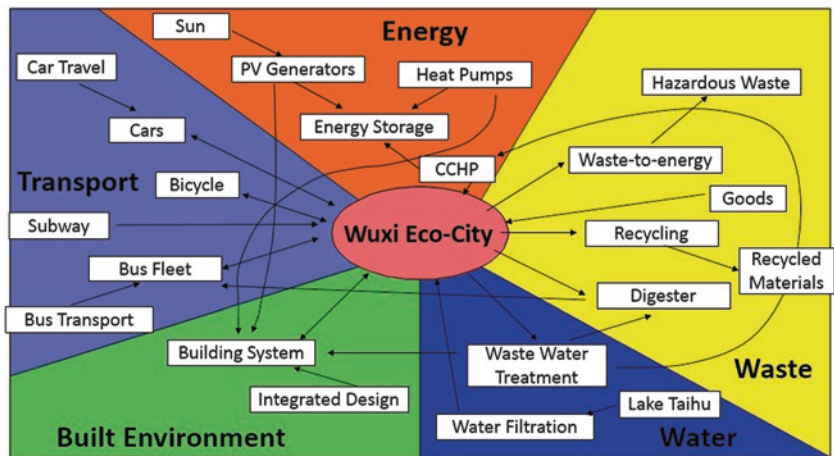 Energy
Sun
PV Generators
Heat Pumps
Energy Storage
CCHP
Car Travel
Cars
Transport
Bicycle
Subway
Bus Fleet
Bus Transport
Wuxi Eco-City
Hazardous Waste
Waste-to-energy
Goods
Recycling
Recycled
Materials
Digester
Waste
Building System
Integrated Design
Built Environment
Waste Water
Treatment
Lake Taihu
Water Filtration
Water